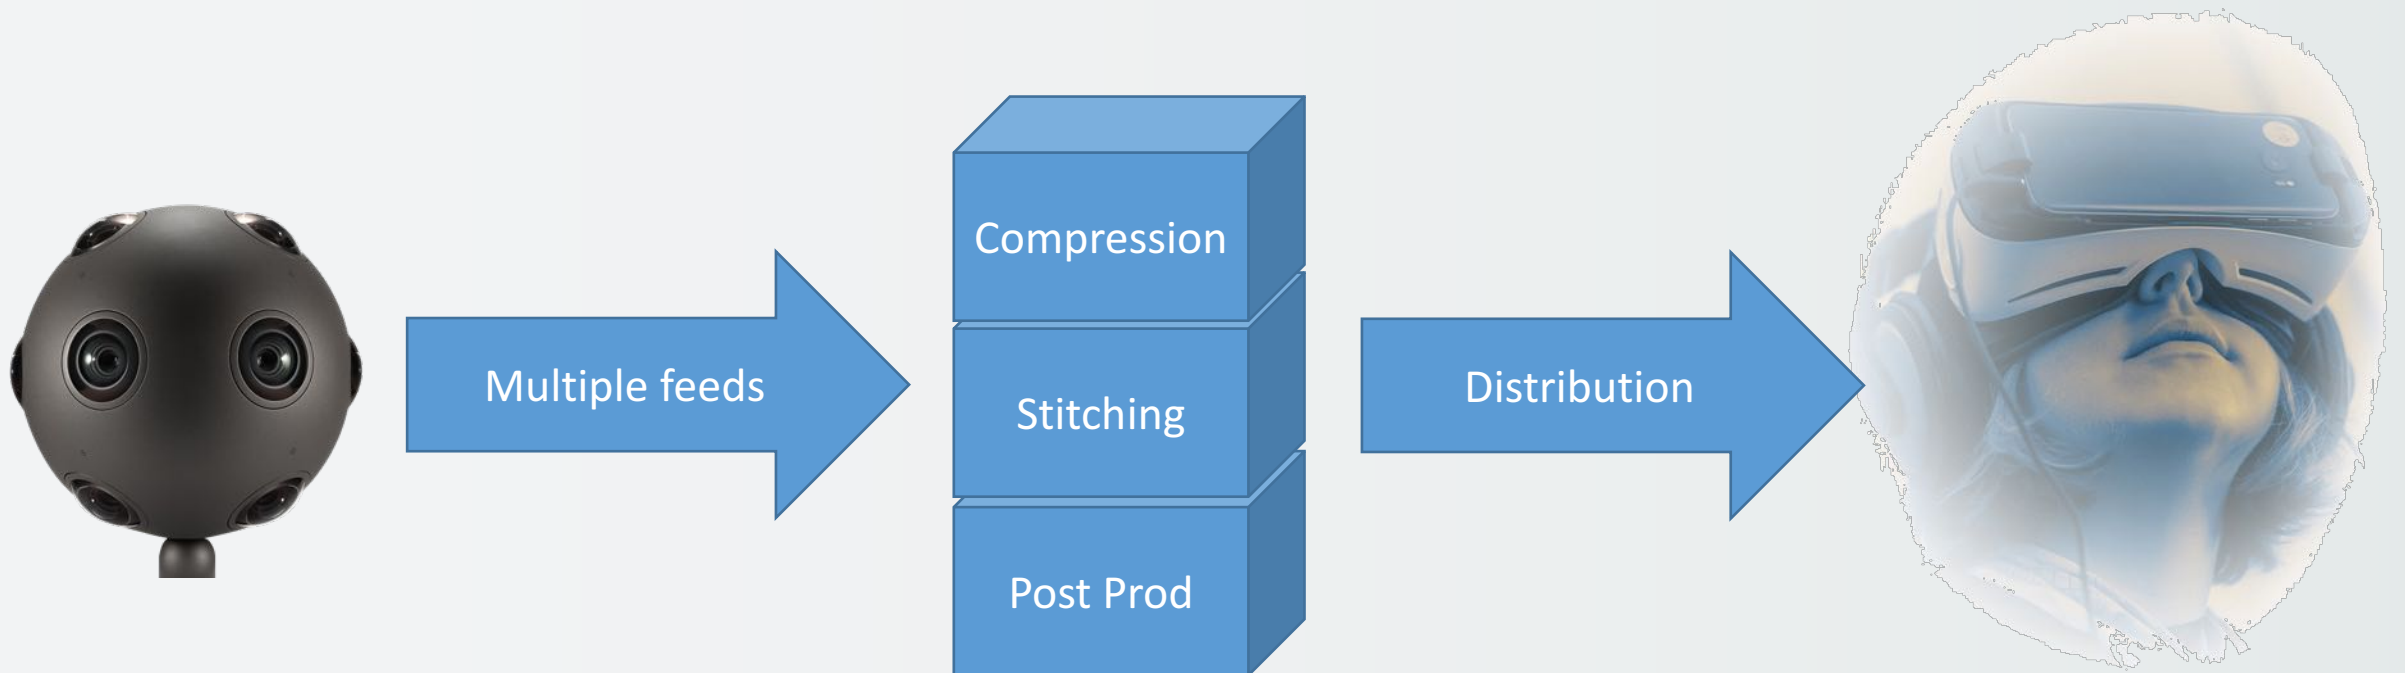 Multiple feeds
Compression
Stitching
Post Prod
Distribution